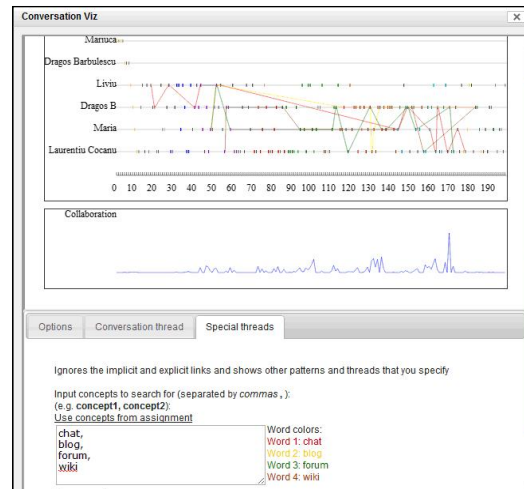 Conversation Viz
Mariuca
Dragos Barbulescu
Liviu
Dragos B
Maria
Laurentiu Cocanu
0 10 20 30 40 50 60 70 80 90 100 110 120 130 140 150 160 170 180 190
Collaboration
Options Conversation thread Special threads
Ignores the implicit and explicit links and shows other patterns and threads that you specify
Input concepts to search for (separated by commas , ):
(e.g. concept1, concept2):
Use concepts from assignment
chat,
blog,
forum,
wiki
Word colors:
Word 1: chat
Word 2: blog
Word 3: forum
Word 4: wiki